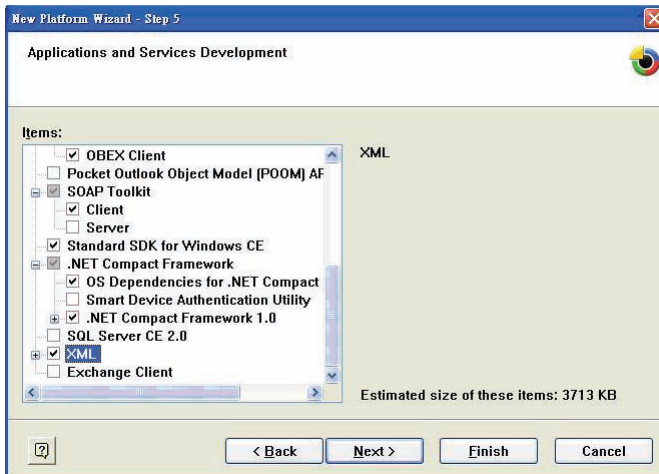 New Platform Wizard - Step 5
Applications and Services Development
Items:
OBEX Client
Pocket Outlook Object Model (POOM) AF
SOAP Toolkit
Client
Server
Standard SDK for Windows CE
.NET Compact Framework
OS Dependencies for .NET Compact
Smart Device Authentication Utility
.NET Compact Framework 1.0
SQL Server CE 2.0
XML
Exchange Client
XML
Estimated size of these items: 3713 KB
< Back
Next >
Finish
Cancel